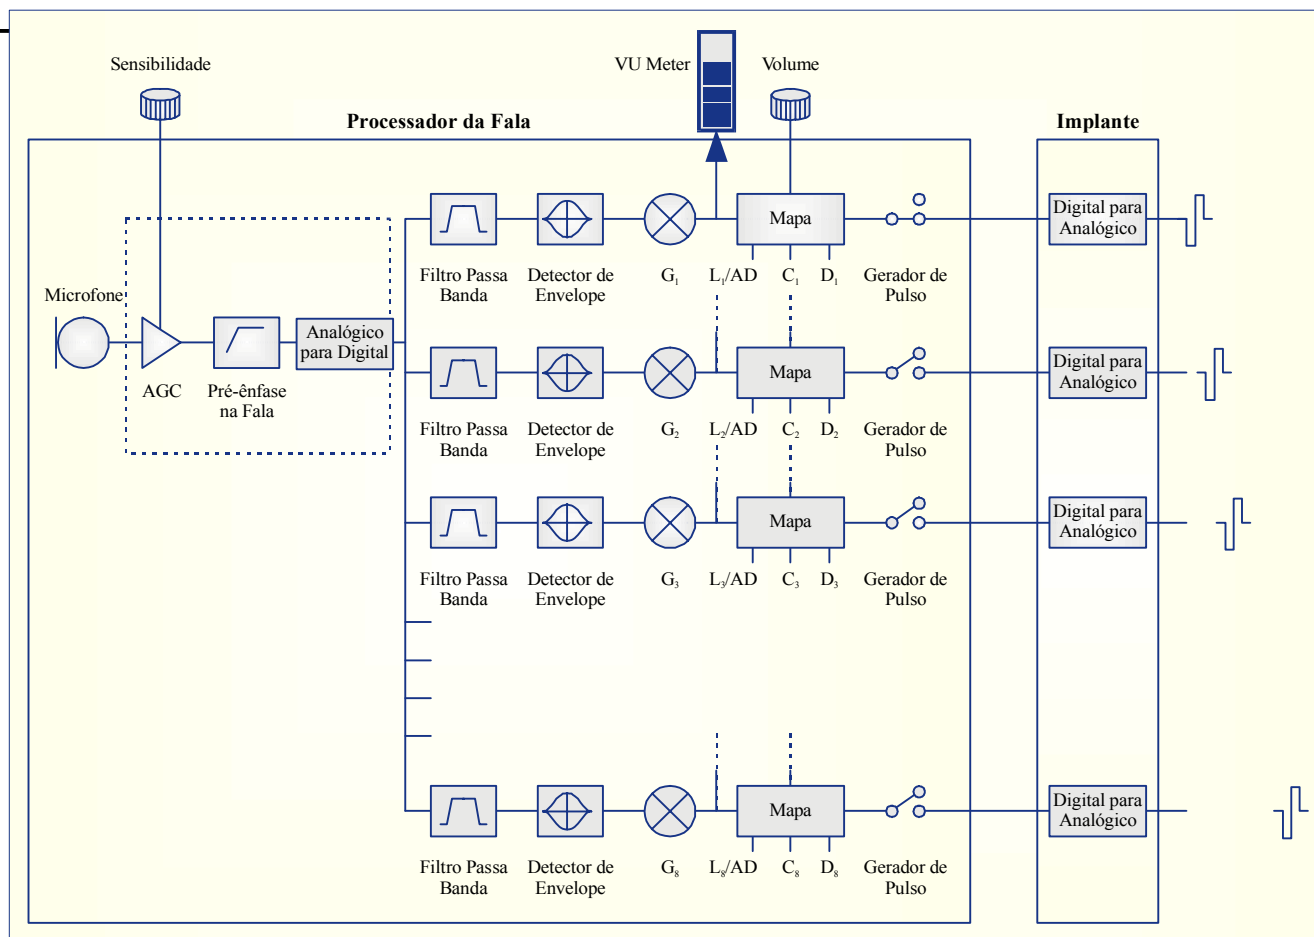 Sensibilidade
VU Meter
Volume
Processador da Fala
Implante
Microfone
AGC
Pré-ênfase
na Fala
Analógico
para Digital
Mapa
Digital para
Analógico
Filtro Passa
Banda
Detector de
Envelope
G₁
L₁/AD
C₁
D₁
Gerador de
Pulso
Mapa
Digital para
Analógico
Filtro Passa
Banda
Detector de
Envelope
G₂
L₂/AD
C₂
D₂
Gerador de
Pulso
Mapa
Digital para
Analógico
Filtro Passa
Banda
Detector de
Envelope
G₃
L₃/AD
C₃
D₃
Gerador de
Pulso
Mapa
Digital para
Analógico
Filtro Passa
Banda
Detector de
Envelope
G₈
L₈/AD
C₈
D₈
Gerador de
Pulso